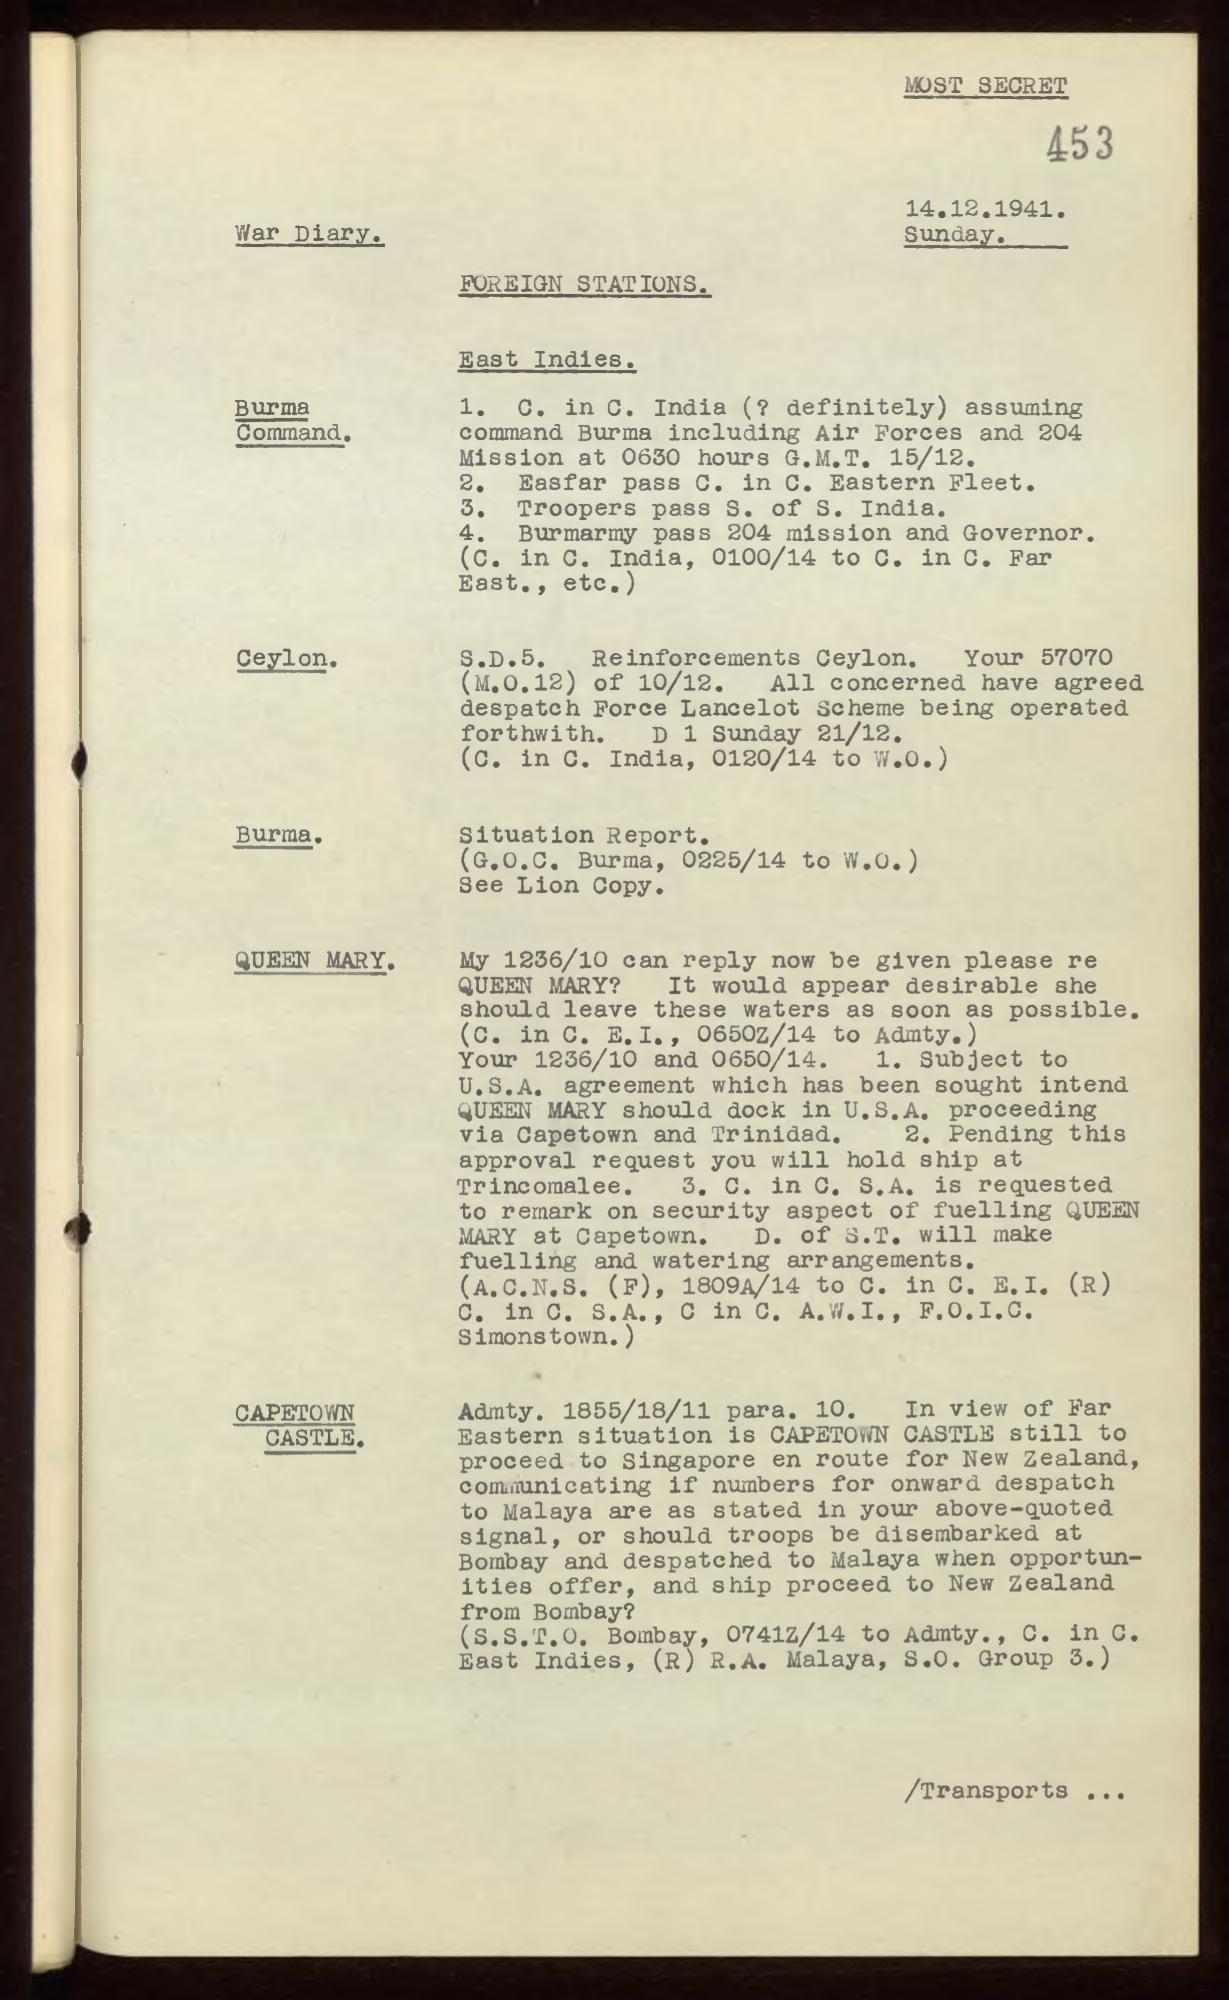 MOST SECRET
453
14.12.1941.
War Diary.
Sunday.
FOREIGN STATIONS.
East Indies.
Burma
Command.
1. C. in C. India (? definitely) assuming
command Burma including Air Forces and 204
Mission at 0630 hours G.M.T. 15/12.
2. Easfar pass C. in C. Eastern Fleet.
3. Troopers pass S. of S. India.
4. Burmarmy pass 204 mission and Governor.
(C. in C. India, 0100/14 to C. in C. Far
East., etc.)
Ceylon.
S.D.5. Reinforcements Ceylon. Your 57070
(M.O.12) of 10/12. All concerned have agreed
despatch Force Lancelot Scheme being operated
forthwith. D 1 Sunday 21/12.
(C. in C. India, 0120/14 to W.O.)
Burma.
Situation Report.
(G.O.C. Burma, 0225/14 to W.O.)
See Lion Copy.
QUEEN MARY.
My 1236/10 can reply now be given please re
QUEEN MARY? It would appear desirable she
should leave these waters as soon as possible.
(C. in C. E.I., 0650Z/14 to Admty.)
Your 1236/10 and 0650/14. 1. Subject to
U.S.A. agreement which has been sought intend
QUEEN MARY should dock in U.S.A. proceeding
via Capetown and Trinidad. 2. Pending this
approval request you will hold ship at
Trincomalee. 3. C. in C. S.A. is requested
to remark on security aspect of fuelling QUEEN
MARY at Capetown. D. of S.T. will make
fuelling and watering arrangements.
(A.C.N.S. (F), 1809A/14 to C. in C. E.I. (R)
C. in C. S.A., C in C. A.W.I., F.O.I.C.
Simonstown.)
CAPETOWN
CASTLE.
Admty. 1855/18/11 para. 10. In view of Far
Eastern situation is CAPETOWN CASTLE still to
proceed to Singapore en route for New Zealand,
communicating if numbers for onward despatch
to Malaya are as stated in your above-quoted
signal, or should troops be disembarked at
Bombay and despatched to Malaya when opportun-
ities offer, and ship proceed to New Zealand
from Bombay?
(S.S.T.O. Bombay, 0741Z/14 to Admty., C. in C.
East Indies, (R) R.A. Malaya, S.O. Group 3.)
/Transports ...